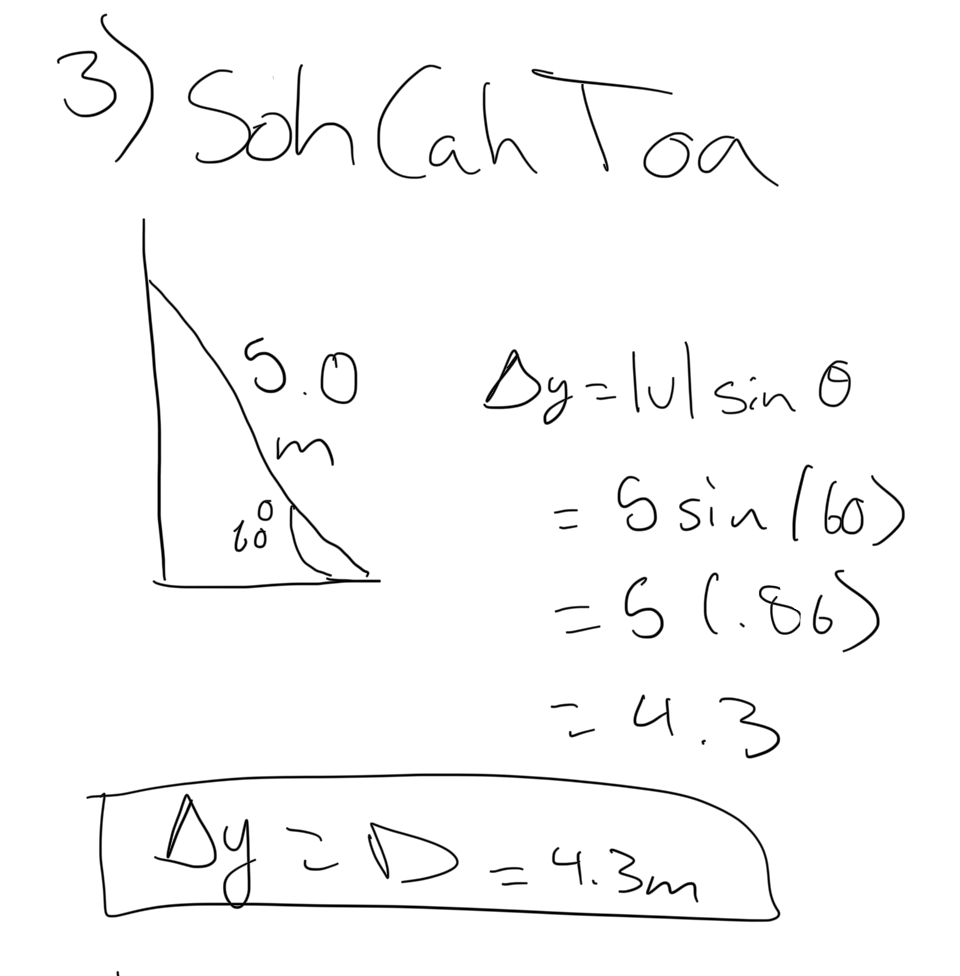 3) Soh Cah Toa
5.0
m
60°
Δy = |v| sin θ
= 5 sin (60)
= 5 (.86)
= 4.3
Δy = D = 4.3m